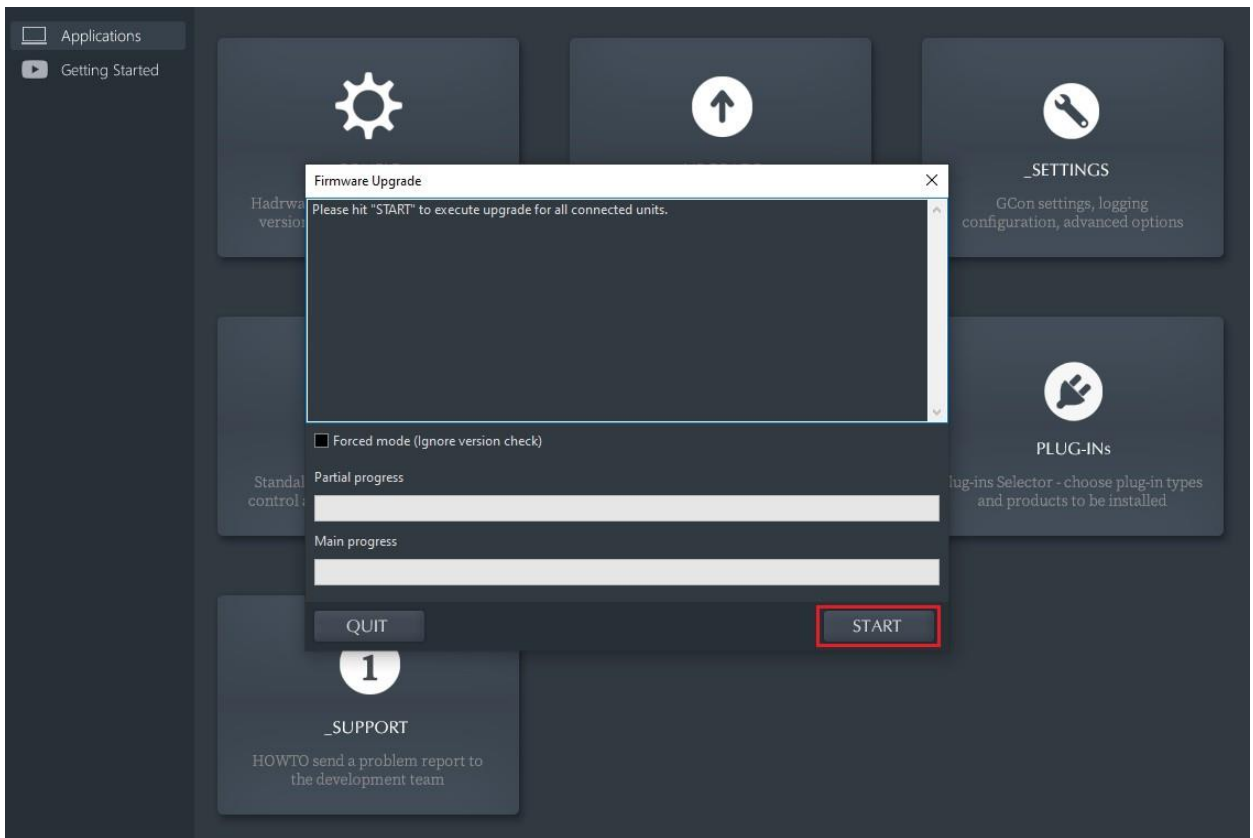 Applications
Getting Started
_SETTINGS
GCon settings, logging
configuration, advanced options
Hadrwa
version
Firmware Upgrade
Please hit "START" to execute upgrade for all connected units.
Forced mode (Ignore version check)
Partial progress
Main progress
QUIT
START
Standal
control
PLUG-INs
lug-ins Selector - choose plug-in types
and products to be installed
1
_SUPPORT
HOWTO send a problem report to
the development team